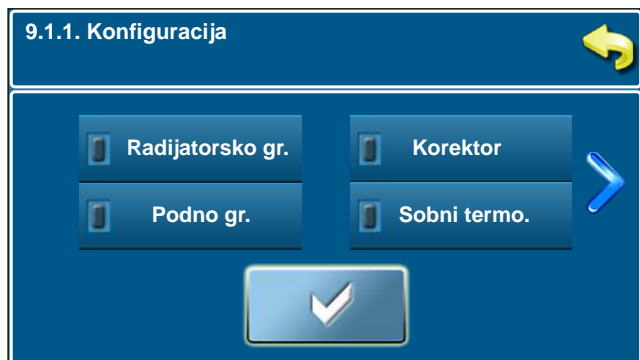 9.1.1. Konfiguracija
Radijatorsko gr.
Korektor
Podno gr.
Sobni termo.